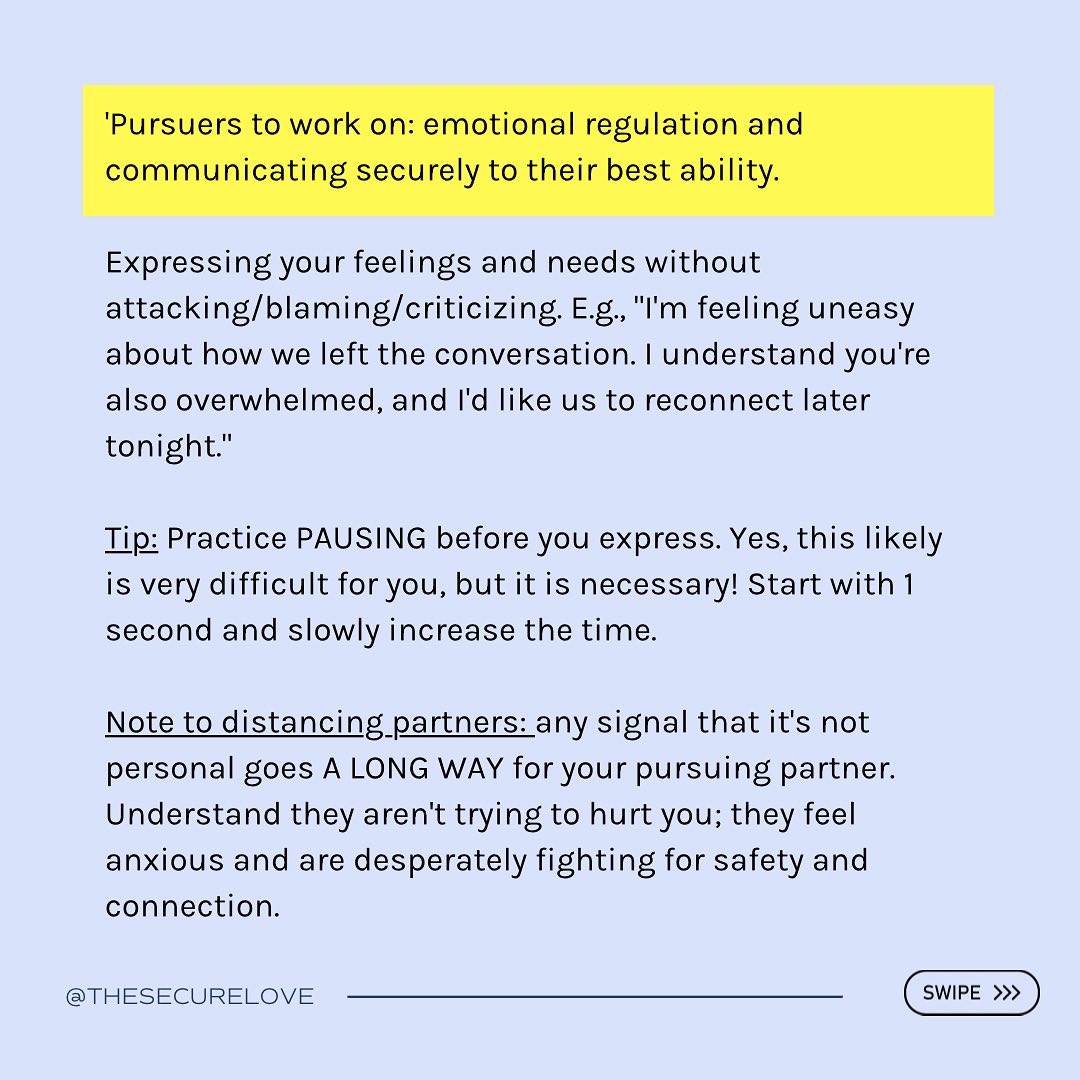 'Pursuers to work on: emotional regulation and
communicating securely to their best ability.
Expressing your feelings and needs without
attacking/blaming/criticizing. E.g., "I'm feeling uneasy
about how we left the conversation. I understand you're
also overwhelmed, and I'd like us to reconnect later
tonight."
Tip: Practice PAUSING before you express. Yes, this likely
is very difficult for you, but it is necessary! Start with 1
second and slowly increase the time.
Note to distancing partners: any signal that it's not
personal goes A LONG WAY for your pursuing partner.
Understand they aren't trying to hurt you; they feel
anxious and are desperately fighting for safety and
connection.
@THESECURELOVE
SWIPE >>>